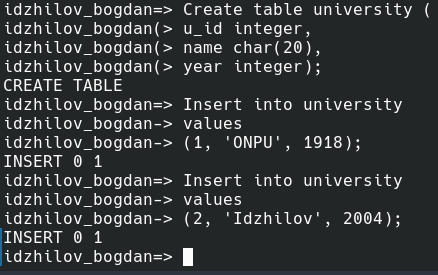 idzhilov_bogdan=> Create table university (
idzhilov_bogdan(> u_id integer,
idzhilov_bogdan(> name char(20),
idzhilov_bogdan(> year integer);
CREATE TABLE
idzhilov_bogdan=> Insert into university
idzhilov_bogdan-> values
idzhilov_bogdan-> (1, 'ONPU', 1918);
INSERT 0 1
idzhilov_bogdan=> Insert into university
idzhilov_bogdan-> values
idzhilov_bogdan-> (2, 'Idzhilov', 2004);
INSERT 0 1
idzhilov_bogdan=>